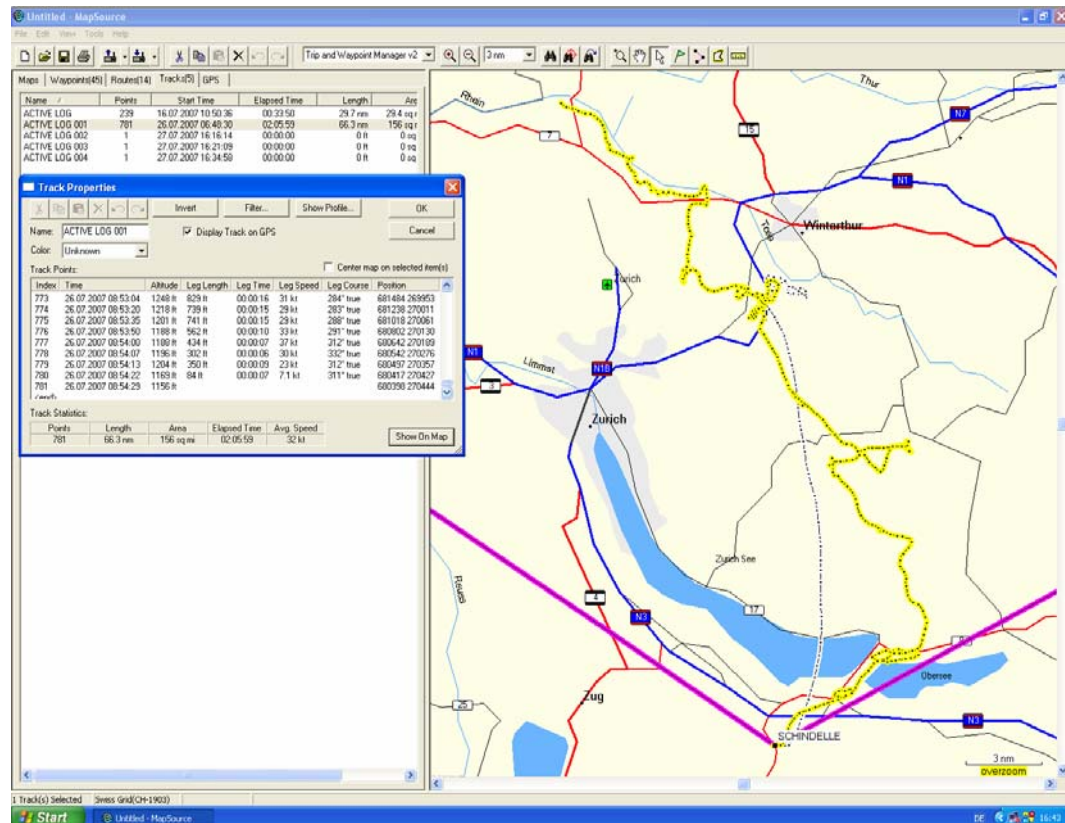 Untitled - MapSource
File Edit View Tools Help
Trip and Waypoint Manager v2
3 nm
Maps Waypoints(45) Routes(14) Tracks(5) GPS
Name / Points Start Time Elapsed Time Length Are
ACTIVE LOG 239 16.07.2007 10:50:36 00:33:50 29.7 nm 29.4 sq r
ACTIVE LOG 001 781 26.07.2007 06:48:30 02:05:59 66.3 nm 156 sq r
ACTIVE LOG 002 1 27.07.2007 16:16:14 00:00:00 0 ft 0 sq
ACTIVE LOG 003 1 27.07.2007 16:21:09 00:00:00 0 ft 0 sq
ACTIVE LOG 004 1 27.07.2007 16:34:58 00:00:00 0 ft 0 sq
Track Properties
Invert Filter... Show Profile... OK
Name: ACTIVE LOG 001 Display Track on GPS Cancel
Color: Unknown
Track Points: Center map on selected item(s)
Index Time Altitude Leg Length Leg Time Leg Speed Leg Course Position
773 26.07.2007 08:53:04 1248 ft 829 ft 00:00:16 31 kt 284° true 681484 269953
774 26.07.2007 08:53:20 1218 ft 739 ft 00:00:15 29 kt 283° true 681238 270011
775 26.07.2007 08:53:35 1201 ft 741 ft 00:00:15 29 kt 288° true 681018 270061
776 26.07.2007 08:53:50 1188 ft 562 ft 00:00:10 33 kt 291° true 680802 270130
777 26.07.2007 08:54:00 1188 ft 434 ft 00:00:07 37 kt 312° true 680642 270189
778 26.07.2007 08:54:07 1196 ft 302 ft 00:00:06 30 kt 332° true 680542 270276
779 26.07.2007 08:54:13 1204 ft 350 ft 00:00:09 23 kt 312° true 680497 270357
780 26.07.2007 08:54:22 1169 ft 84 ft 00:00:07 7.1 kt 311° true 680417 270427
781 26.07.2007 08:54:29 1156 ft 680398 270444
(end)
Track Statistics:
Points Length Area Elapsed Time Avg. Speed
781 66.3 nm 156 sq mi 02:05:59 32 kt
Show On Map
Thur
Rhein
N7
7
15
N1
Toess
Winterthur
Zurich
N1
Limmat
N1B
3
Zurich
Zurich See
Reuss
4
17
N3
8
Obersee
Zug
25
N3
SCHINDELLE
3 nm
overzoom
1 Track(s) Selected Swiss Grid(CH-1903)
Start Untitled - MapSource DE 16:43